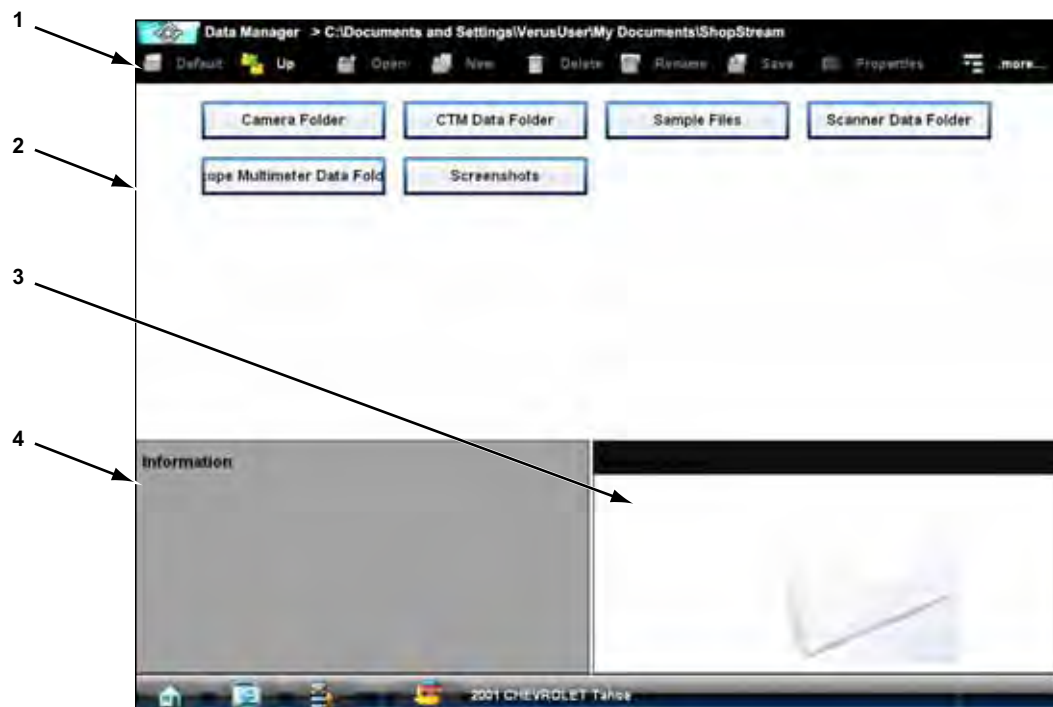 1
Data Manager > C:\Documents and Settings\VerusUser\My Documents\ShopStream
Default Up Open New Delete Rename Save Properties .more...
Camera Folder CTM Data Folder Sample Files Scanner Data Folder
2
ope Multimeter Data Fold Screenshots
3
4
Information
2001 CHEVROLET Tahoe